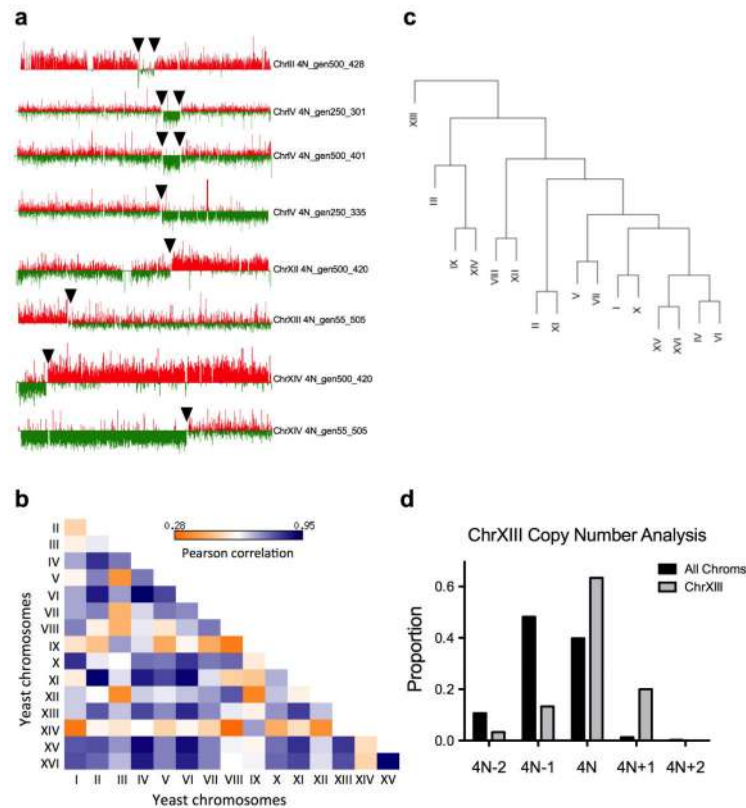 a
ChrIII 4N_gen500_428
ChrIV 4N_gen250_301
ChrIV 4N_gen500_401
ChrIV 4N_gen250_335
ChrXII 4N_gen500_420
ChrXIII 4N_gen55_505
ChrXIV 4N_gen500_420
ChrXIV 4N_gen55_505
b
0.28 0.95
Pearson correlation
Yeast chromosomes
II
III
IV
V
VI
VII
VIII
IX
X
XI
XII
XIII
XIV
XV
XVI
I II III IV V VI VII VIII IX X XI XII XIII XIV XV
Yeast chromosomes
c
XIII
III
IX XIV
VIII XII
II XI
V VII
I X
XV XVI IV VI
d
ChrXIII Copy Number Analysis
All Chroms
ChrXIII
Proportion
0.6
0.4
0.2
0.0
4N-2 4N-1 4N 4N+1 4N+2